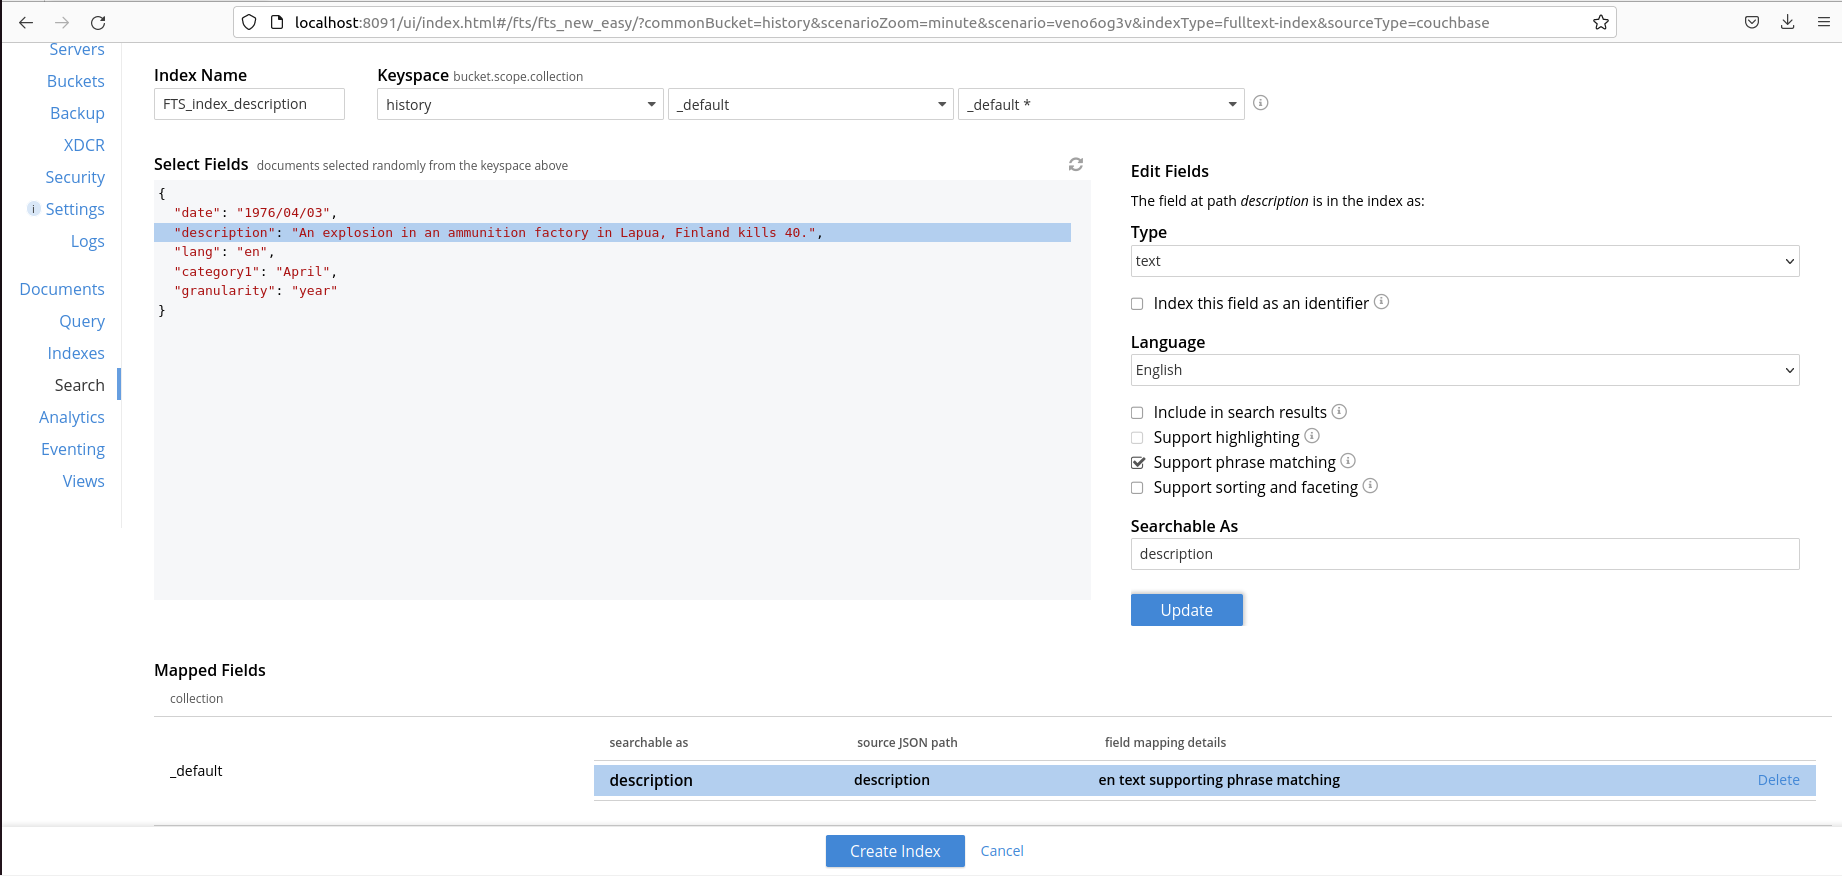 localhost:8091/ui/index.html#/fts/fts_new_easy/?commonBucket=history&scenarioZoom=minute&scenario=veno6og3v&indexType=fulltext-index&sourceType=couchbase
Servers
Buckets
Backup
XDCR
Security
i Settings
Logs
Documents
Query
Indexes
Search
Analytics
Eventing
Views
Index Name
FTS_index_description
Keyspace bucket.scope.collection
history
_default
_default *
Select Fields documents selected randomly from the keyspace above
{
"date": "1976/04/03",
"description": "An explosion in an ammunition factory in Lapua, Finland kills 40.",
"lang": "en",
"category1": "April",
"granularity": "year"
}
Edit Fields
The field at path description is in the index as:
Type
text
Index this field as an identifier
Language
English
Include in search results
Support highlighting
Support phrase matching
Support sorting and faceting
Searchable As
description
Update
Mapped Fields
collection
searchable as source JSON path field mapping details
_default
description description en text supporting phrase matching Delete
Create Index Cancel